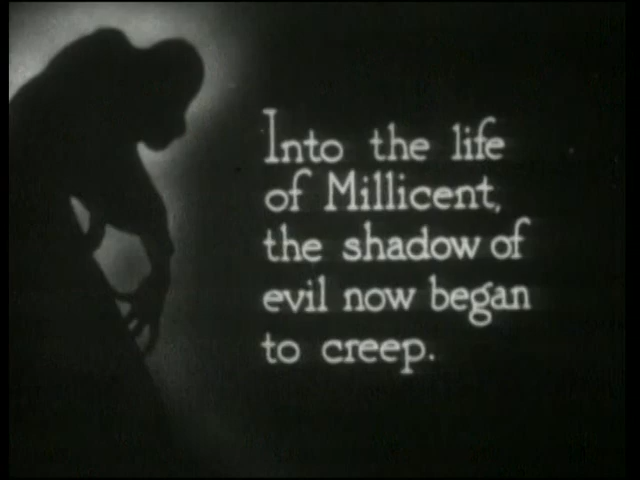 Into the life
of Millicent,
the shadow of
evil now began
to creep.